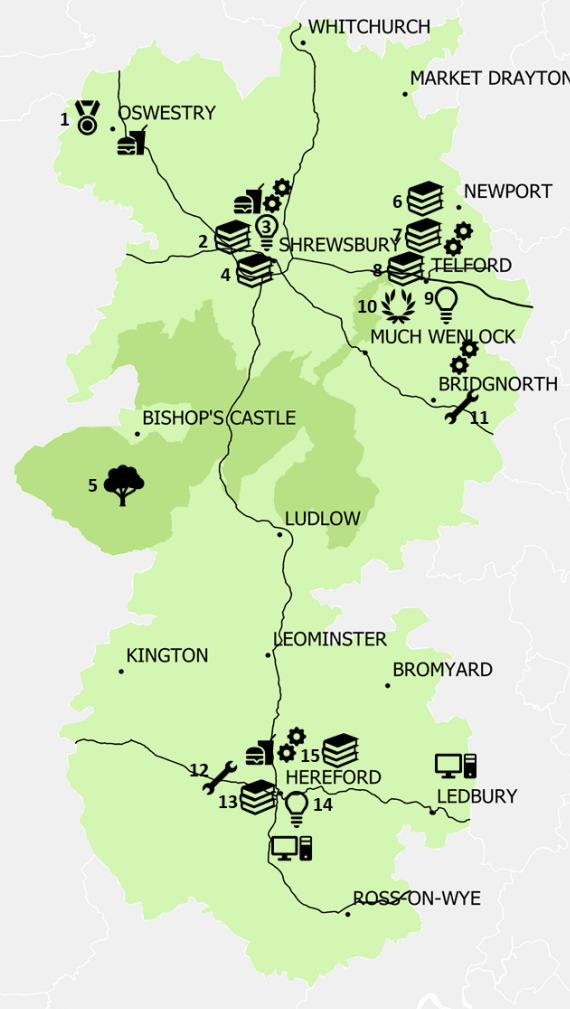 WHITCHURCH
MARKET DRAYTON
1
OSWESTRY
6
NEWPORT
2
3
SHREWSBURY
7
4
8
TELFORD
10
9
MUCH WENLOCK
BRIDGNORTH
11
BISHOP'S CASTLE
5
LUDLOW
LEOMINSTER
KINGTON
BROMYARD
15
12
HEREFORD
13
14
LEDBURY
ROSS-ON-WYE